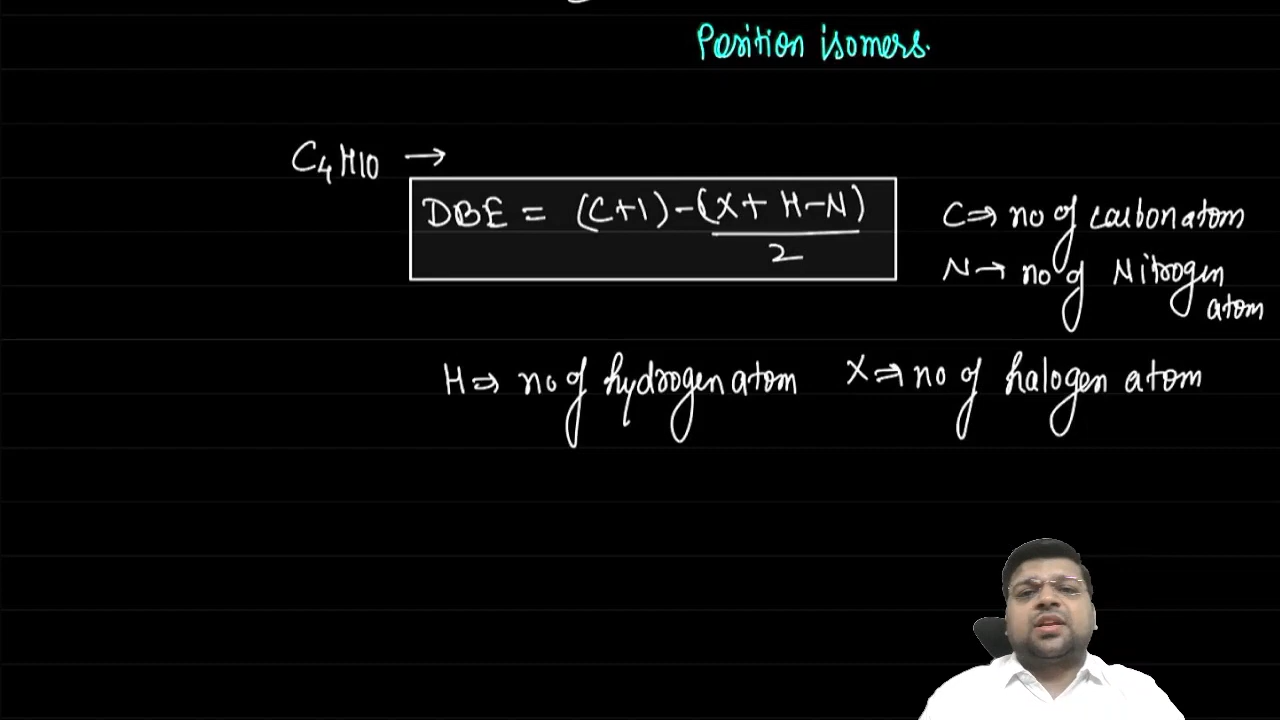 Position isomers.
C₄H10 →
DBE = (C+1) - (X + H - N) / 2
C ⇒ no of carbon atom
N → no of Nitrogen atom
H ⇒ no of hydrogen atom X ⇒ no of halogen atom